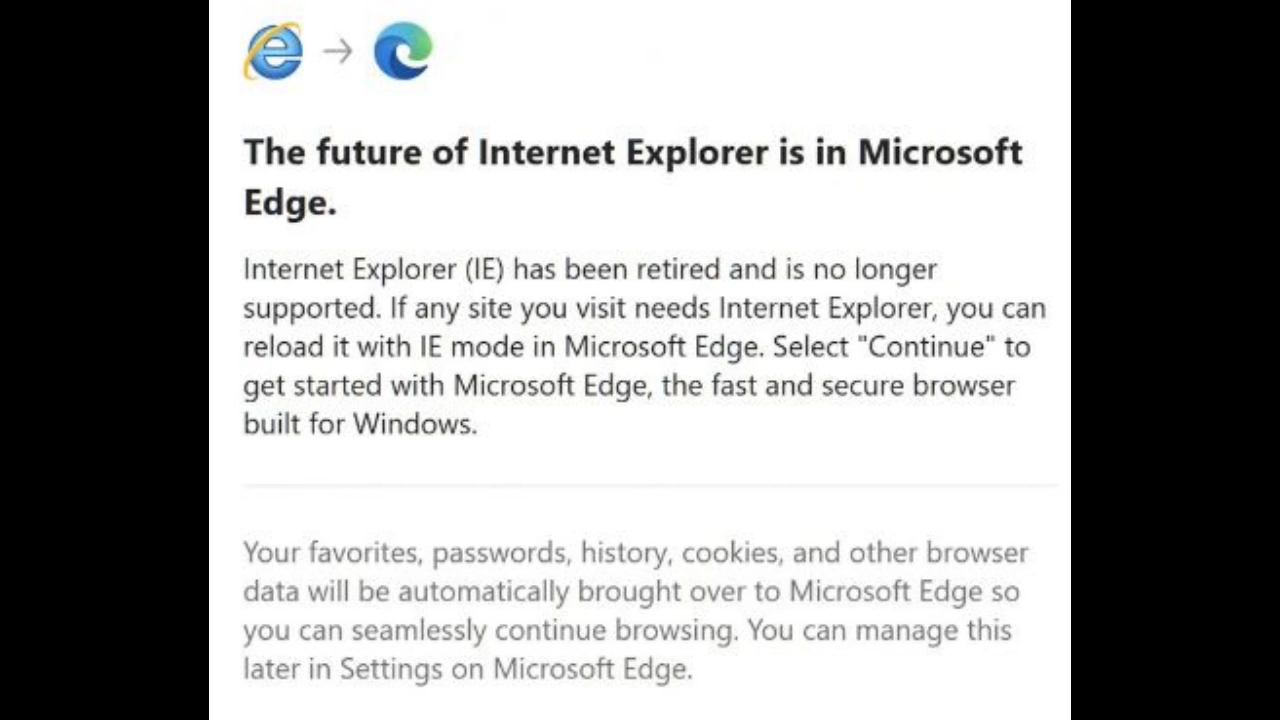 The future of Internet Explorer is in Microsoft
Edge.
Internet Explorer (IE) has been retired and is no longer
supported. If any site you visit needs Internet Explorer, you can
reload it with IE mode in Microsoft Edge. Select "Continue" to
get started with Microsoft Edge, the fast and secure browser
built for Windows.
Your favorites, passwords, history, cookies, and other browser
data will be automatically brought over to Microsoft Edge so
you can seamlessly continue browsing. You can manage this
later in Settings on Microsoft Edge.